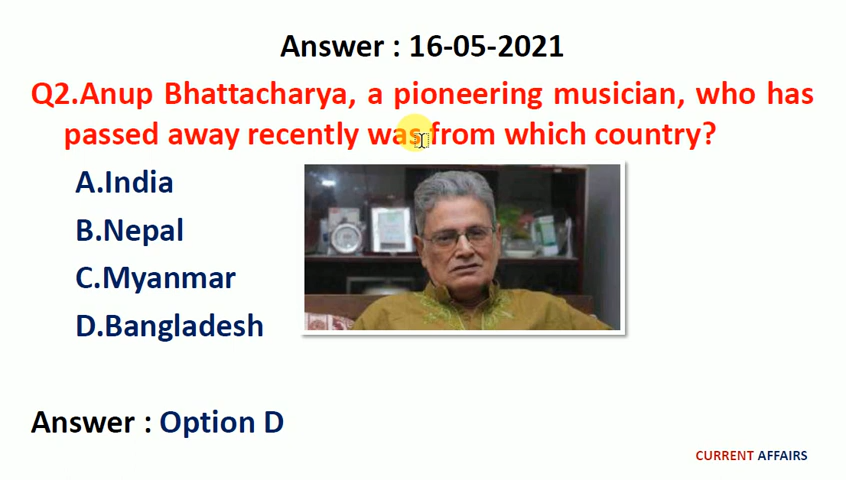 Answer : 16-05-2021
Q2.Anup Bhattacharya, a pioneering musician, who has
passed away recently was from which country?
A.India
B.Nepal
C.Myanmar
D.Bangladesh
Answer : Option D
CURRENT AFFAIRS